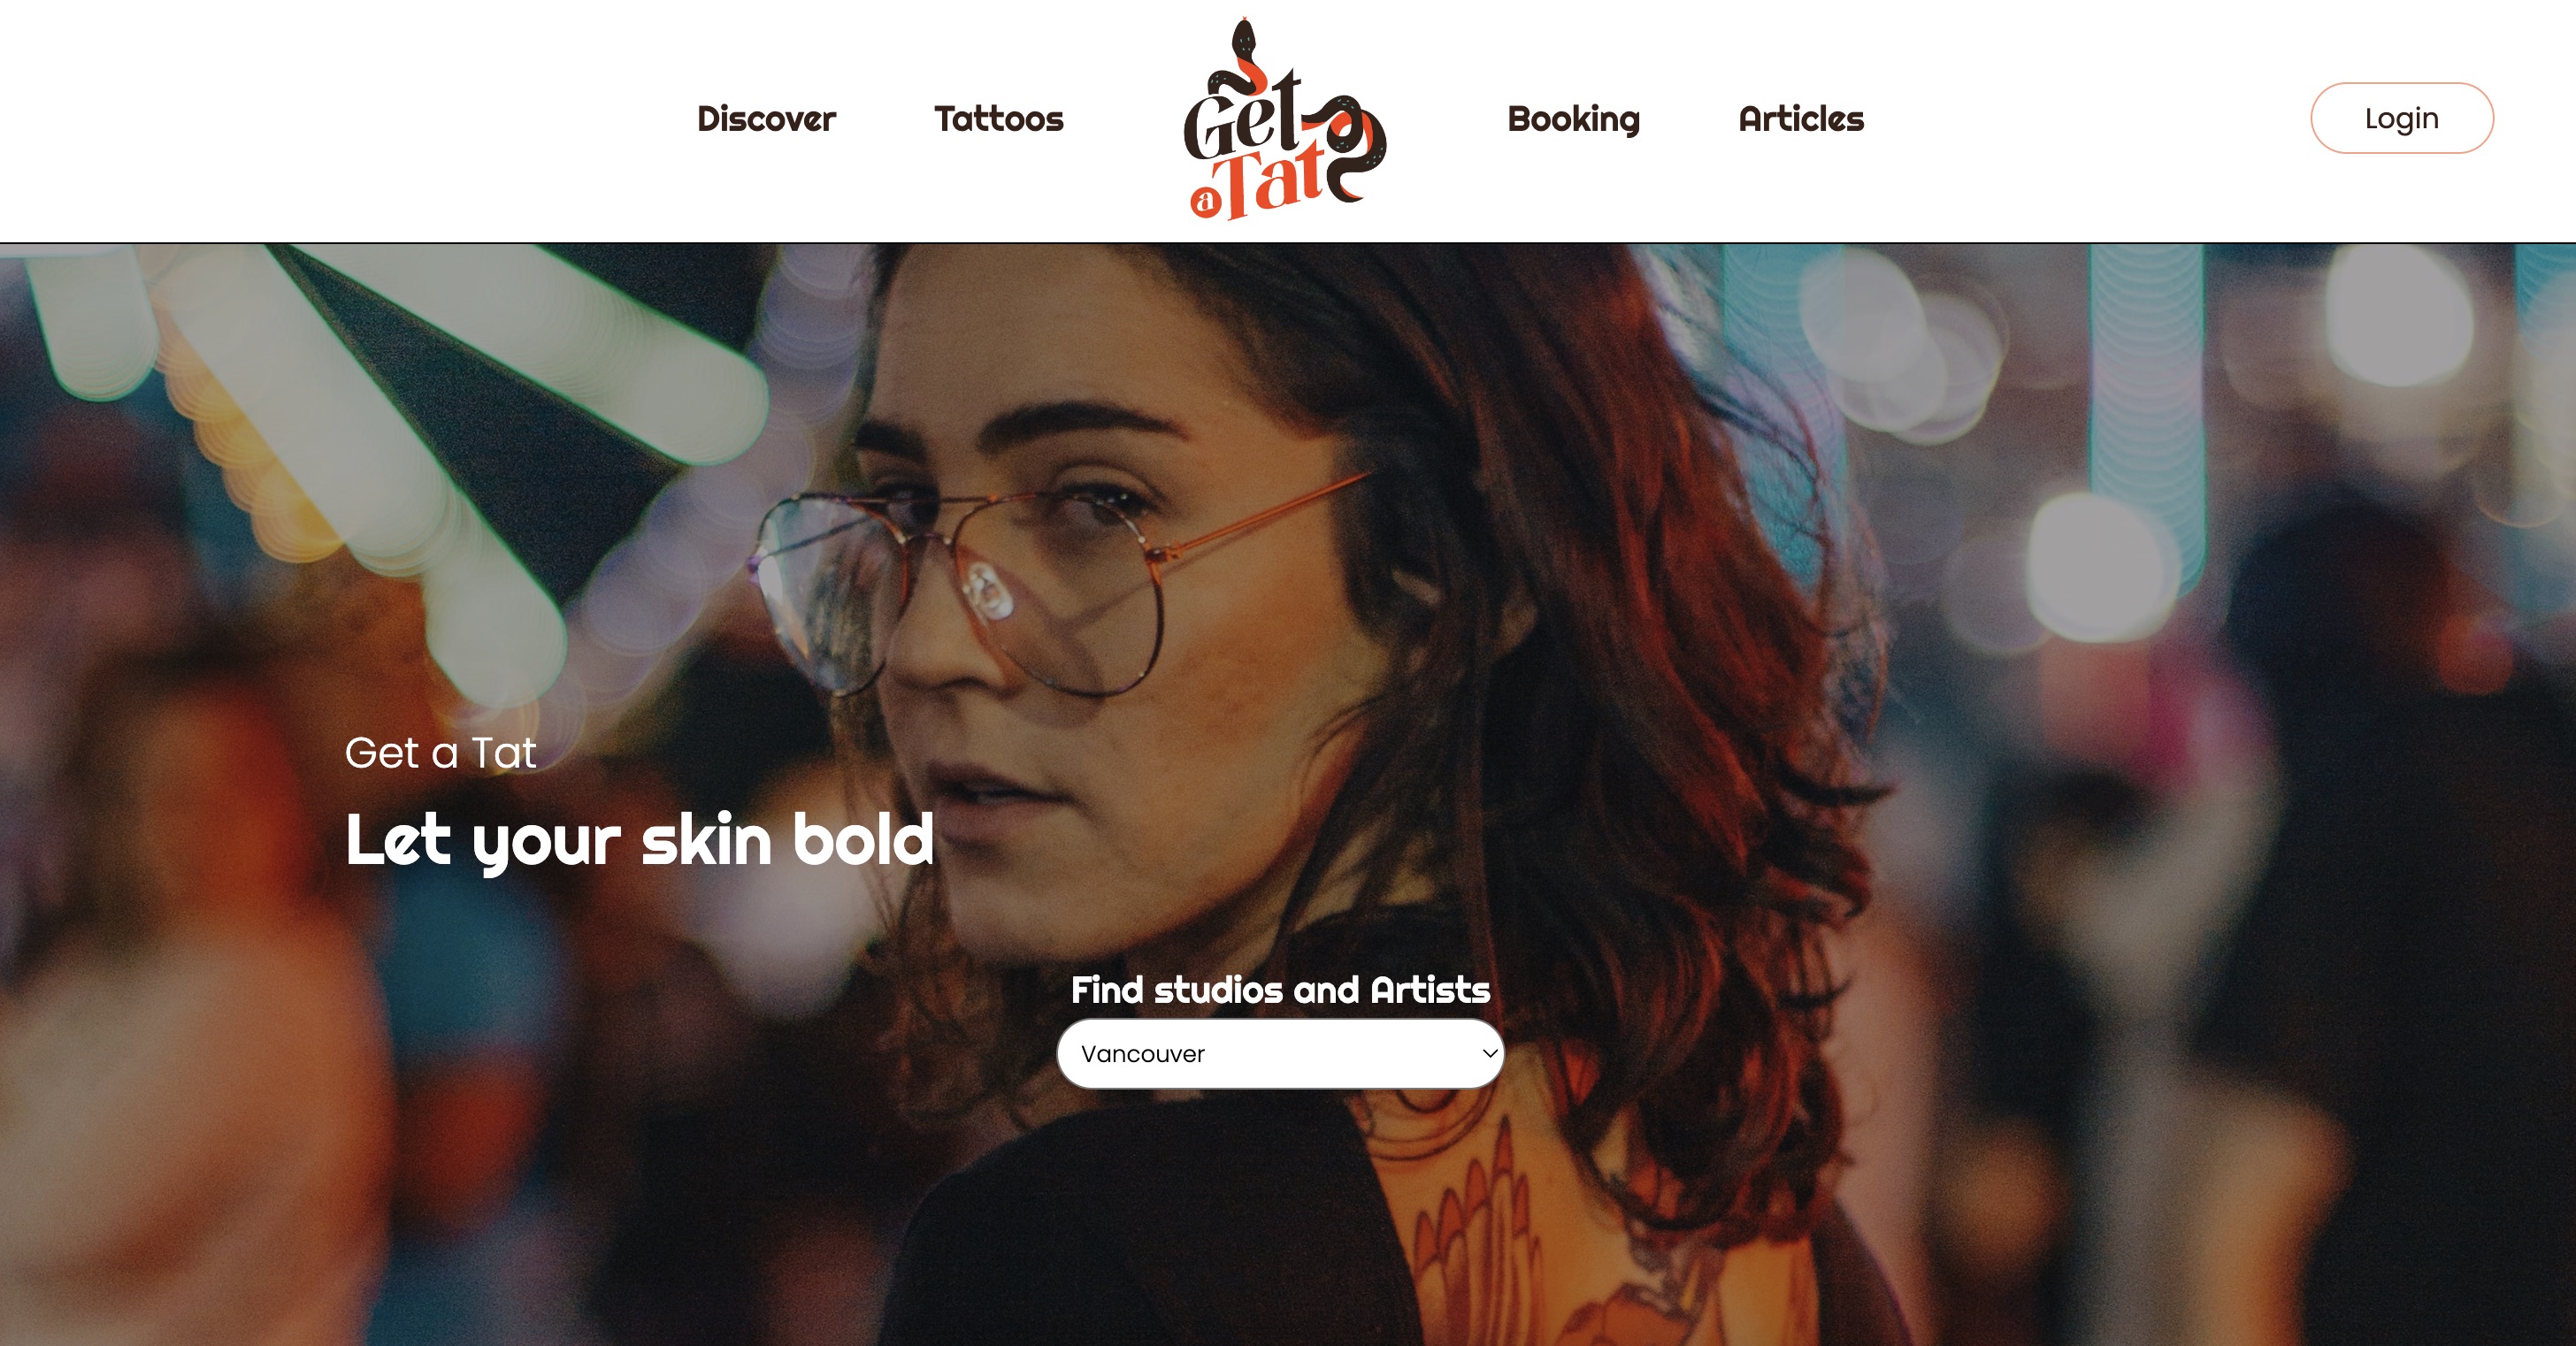 Discover
Tattoos
Get
a Tat
Booking
Articles
Login
Get a Tat
Let your skin bold
Find studios and Artists
Vancouver